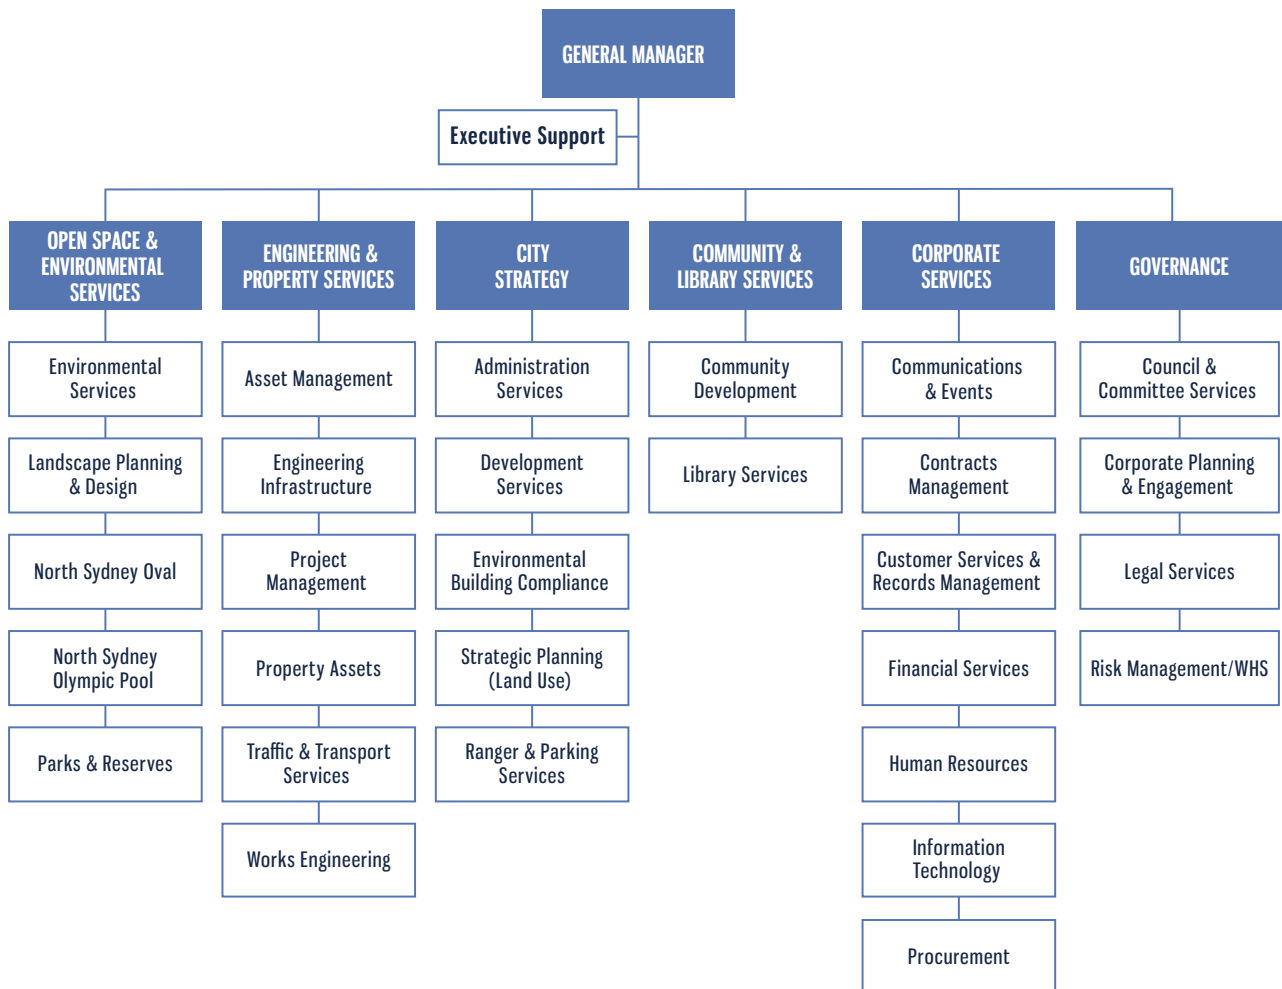 GENERAL MANAGER
Executive Support
OPEN SPACE &
ENVIRONMENTAL
SERVICES
Environmental
Services
Landscape Planning
& Design
North Sydney Oval
North Sydney
Olympic Pool
Parks & Reserves
ENGINEERING &
PROPERTY SERVICES
Asset Management
Engineering
Infrastructure
Project
Management
Property Assets
Traffic & Transport
Services
Works Engineering
CITY
STRATEGY
Administration
Services
Development
Services
Environmental
Building Compliance
Strategic Planning
(Land Use)
Ranger & Parking
Services
COMMUNITY &
LIBRARY SERVICES
Community
Development
Library Services
CORPORATE
SERVICES
Communications
& Events
Contracts
Management
Customer Services &
Records Management
Financial Services
Human Resources
Information
Technology
Procurement
GOVERNANCE
Council &
Committee Services
Corporate Planning
& Engagement
Legal Services
Risk Management/WHS